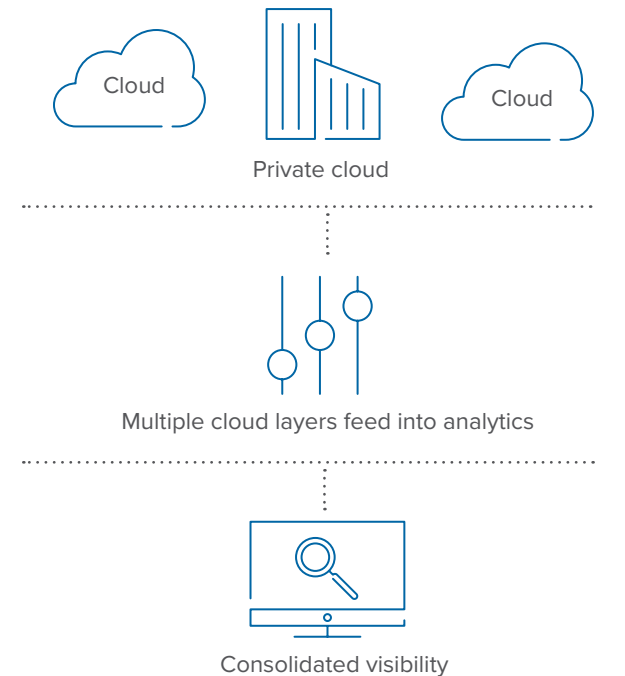 Cloud
Cloud
Private cloud
Multiple cloud layers feed into analytics
Consolidated visibility